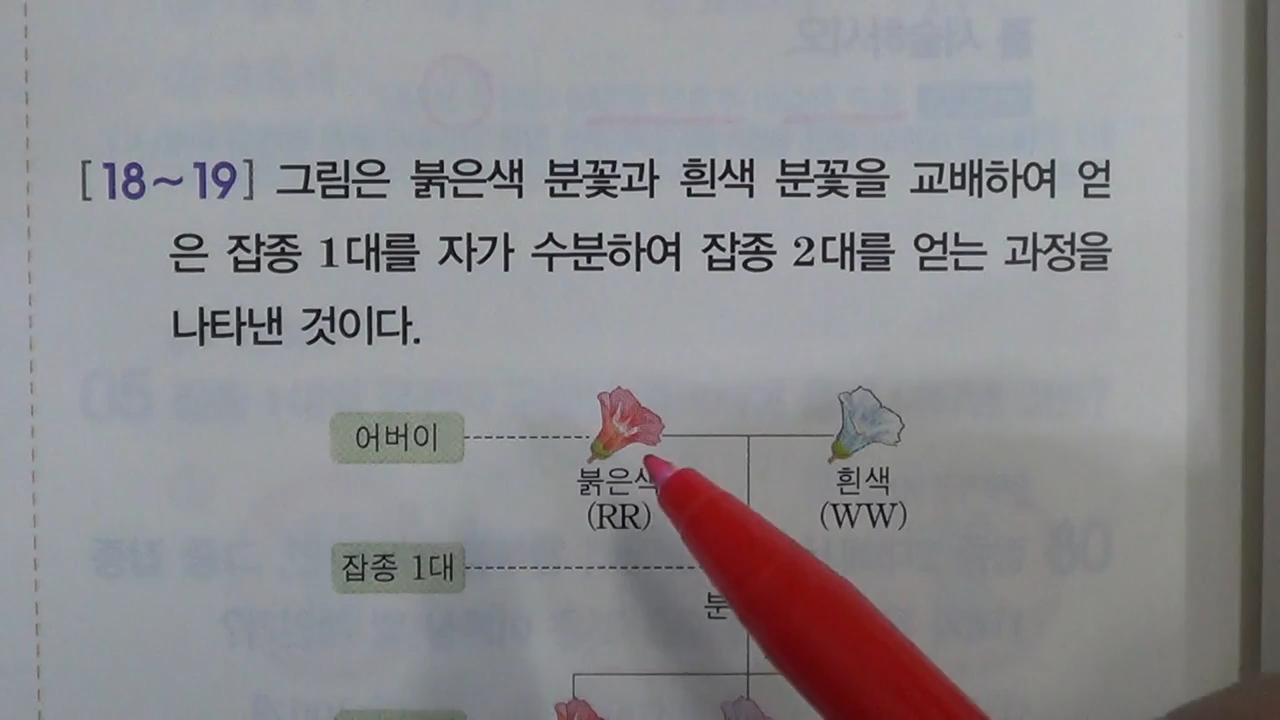 [18~19] 그림은 붉은색 분꽃과 흰색 분꽃을 교배하여 얻
은 잡종 1대를 자가 수분하여 잡종 2대를 얻는 과정을
나타낸 것이다.
어버이
붉은색
흰색
(RR)
(WW)
잡종 1대
분